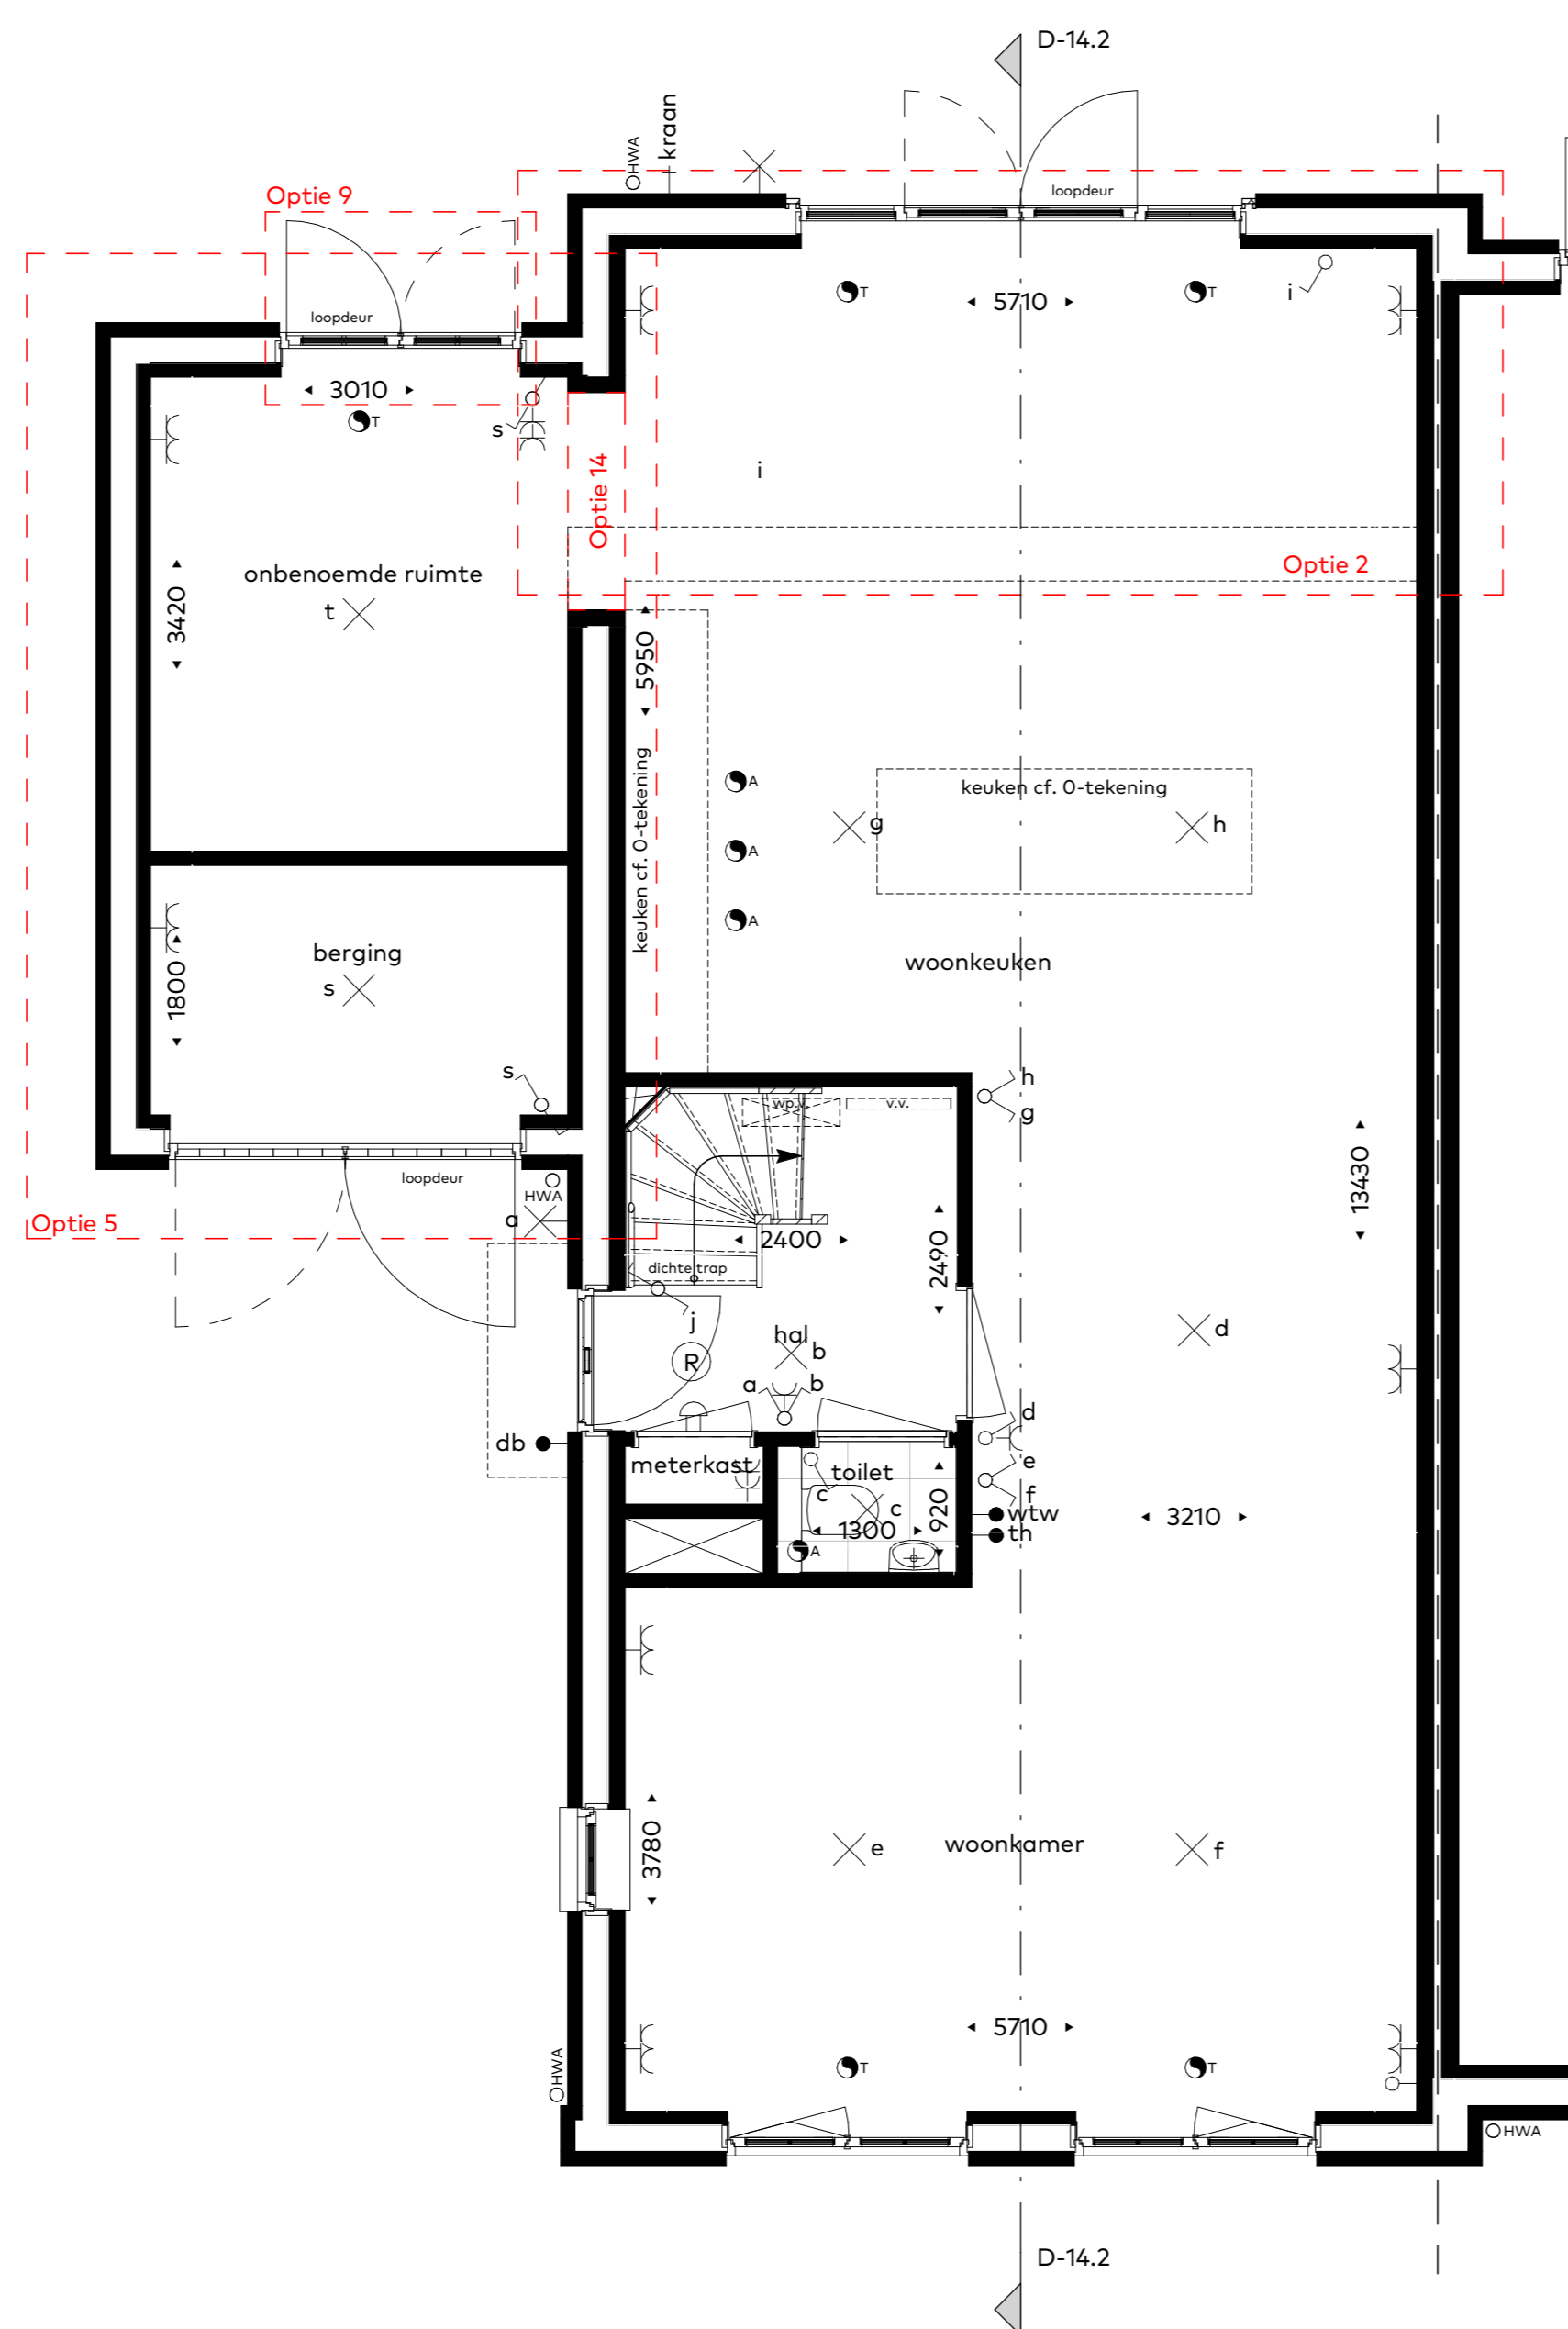 D-14.2
kraan
HWA
Optie 9
loopdeur
loopdeur
T
5710
T
i
3010
T
s
i
Optie 14
Optie 2
onbenoemde ruimte
t
3420
5950
keuken cf. 0-tekening
A
keuken cf. 0-tekening
g
h
A
A
berging
s
1800
woonkeuken
s
h
g
wp.v.
v.v.
loopdeur
HWA
a
Optie 5
13430
2400
2490
dichte trap
j
hal
b
R
d
a
b
d
db
meterkast
toilet
e
c
c
f
wtw
th
1300
920
3210
A
3780
e
woonkamer
f
5710
T
T
HWA
HWA
D-14.2